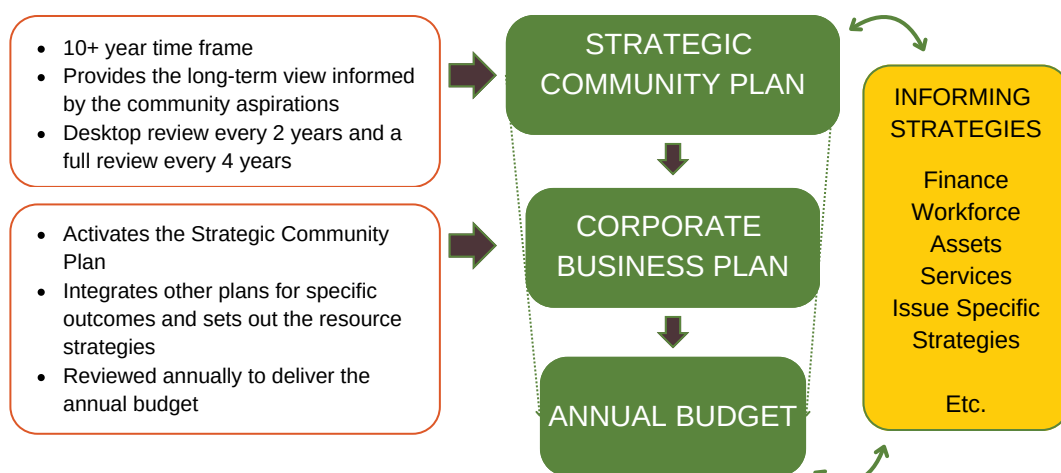 • 10+ year time frame
• Provides the long-term view informed
by the community aspirations
• Desktop review every 2 years and a
full review every 4 years
STRATEGIC
COMMUNITY PLAN
• Activates the Strategic Community
Plan
• Integrates other plans for specific
outcomes and sets out the resource
strategies
• Reviewed annually to deliver the
annual budget
CORPORATE
BUSINESS PLAN
ANNUAL BUDGET
INFORMING
STRATEGIES
Finance
Workforce
Assets
Services
Issue Specific
Strategies
Etc.